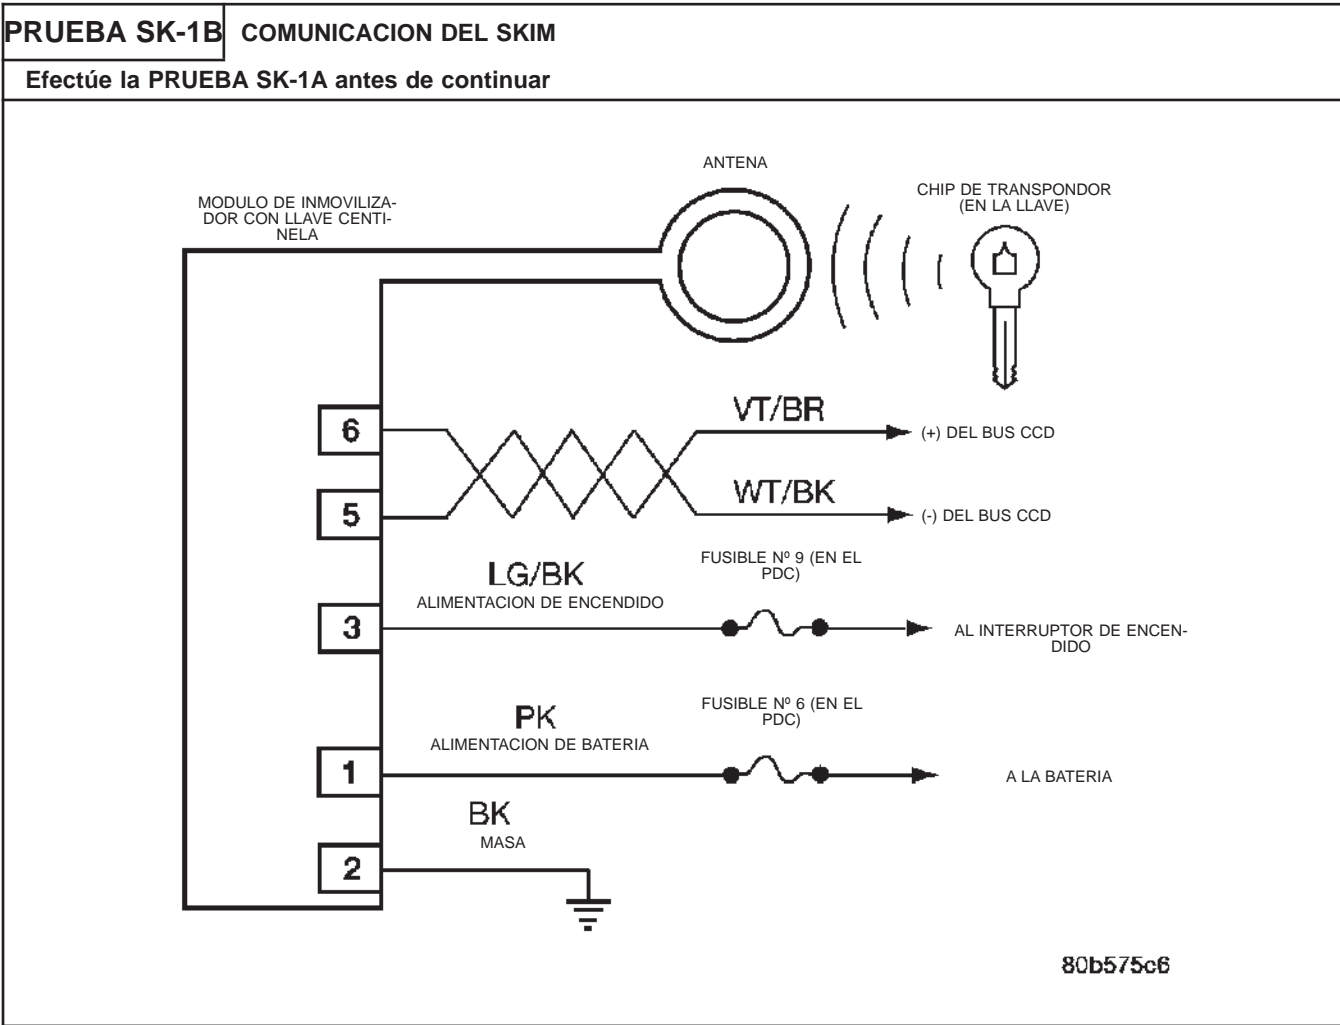 PRUEBA SK-1B COMUNICACION DEL SKIM
Efectúe la PRUEBA SK-1A antes de continuar
ANTENA
MODULO DE INMOVILIZA-
DOR CON LLAVE CENTI-
NELA
CHIP DE TRANSPONDOR
(EN LA LLAVE)
6
VT/BR
(+) DEL BUS CCD
5
WT/BK
(-) DEL BUS CCD
FUSIBLE Nº 9 (EN EL
PDC)
LG/BK
ALIMENTACION DE ENCENDIDO
3
AL INTERRUPTOR DE ENCEN-
DIDO
FUSIBLE Nº 6 (EN EL
PDC)
PK
ALIMENTACION DE BATERIA
1
A LA BATERIA
BK
MASA
2
80b575c6